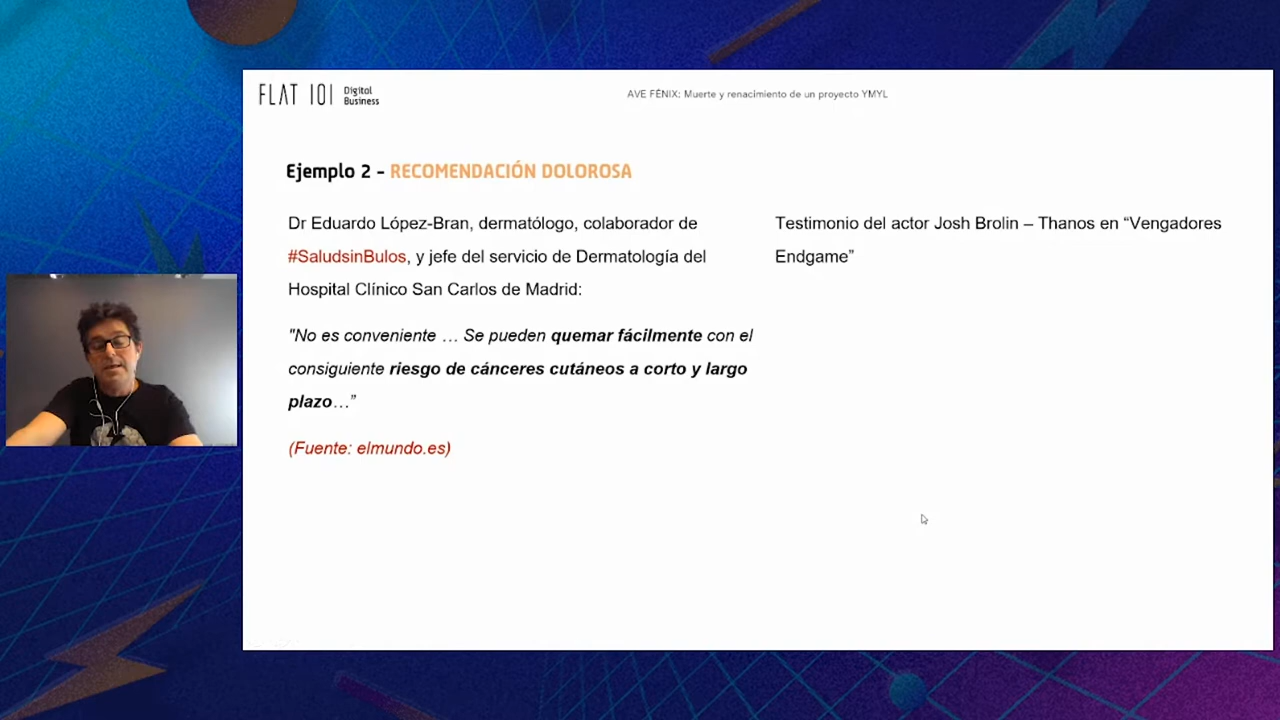 FLAT 101 Digital
Business
AVE FÉNIX: Muerte y renacimiento de un proyecto YMYL
Ejemplo 2 - RECOMENDACIÓN DOLOROSA
Dr Eduardo López-Bran, dermatólogo, colaborador de
#SaludsinBulos, y jefe del servicio de Dermatología del
Hospital Clínico San Carlos de Madrid:
"No es conveniente … Se pueden quemar fácilmente con el
consiguiente riesgo de cánceres cutáneos a corto y largo
plazo…”
(Fuente: elmundo.es)
Testimonio del actor Josh Brolin – Thanos en “Vengadores
Endgame”